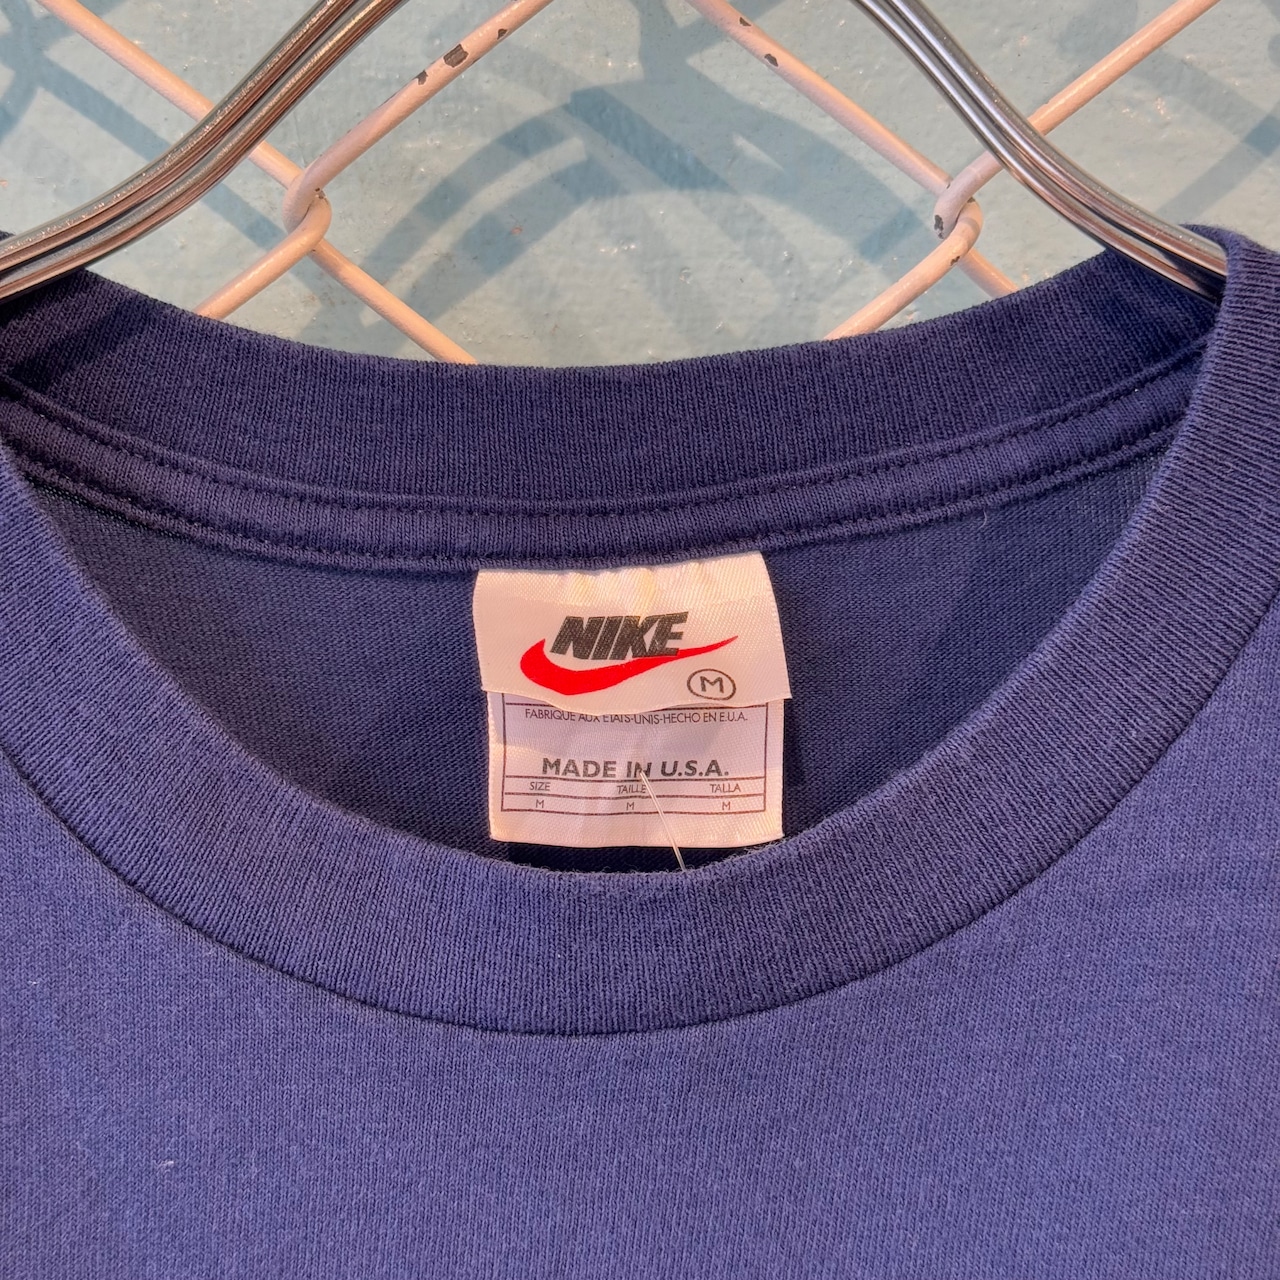 NIKE
M
FABRIQUE AUX ETATS-UNIS-HECHO EN E.U.A.
MADE IN U.S.A.
SIZE TAILLE TALLA
M M M